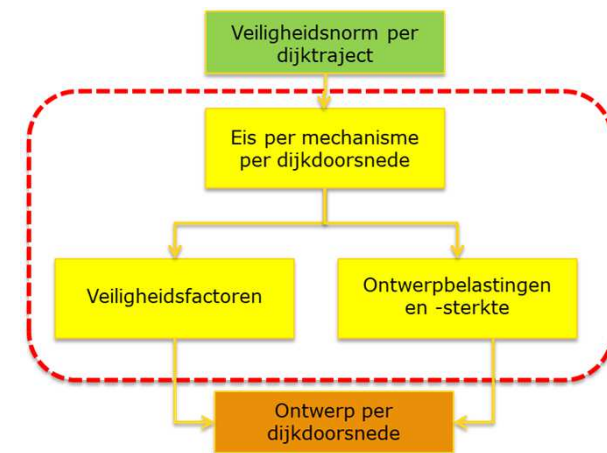 Veiligheidsnorm per
dijktraject
Eis per mechanisme
per dijkdoorsnede
Veiligheidsfactoren
Ontwerpbelastingen
en -sterkte
Ontwerp per
dijkdoorsnede